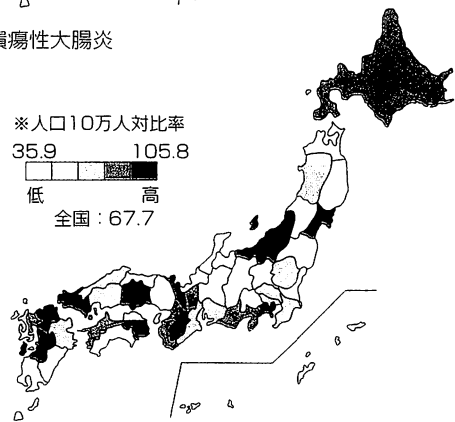 潰瘍性大腸炎
※人口10万人対比率
35.9 105.8
低 高
全国：67.7